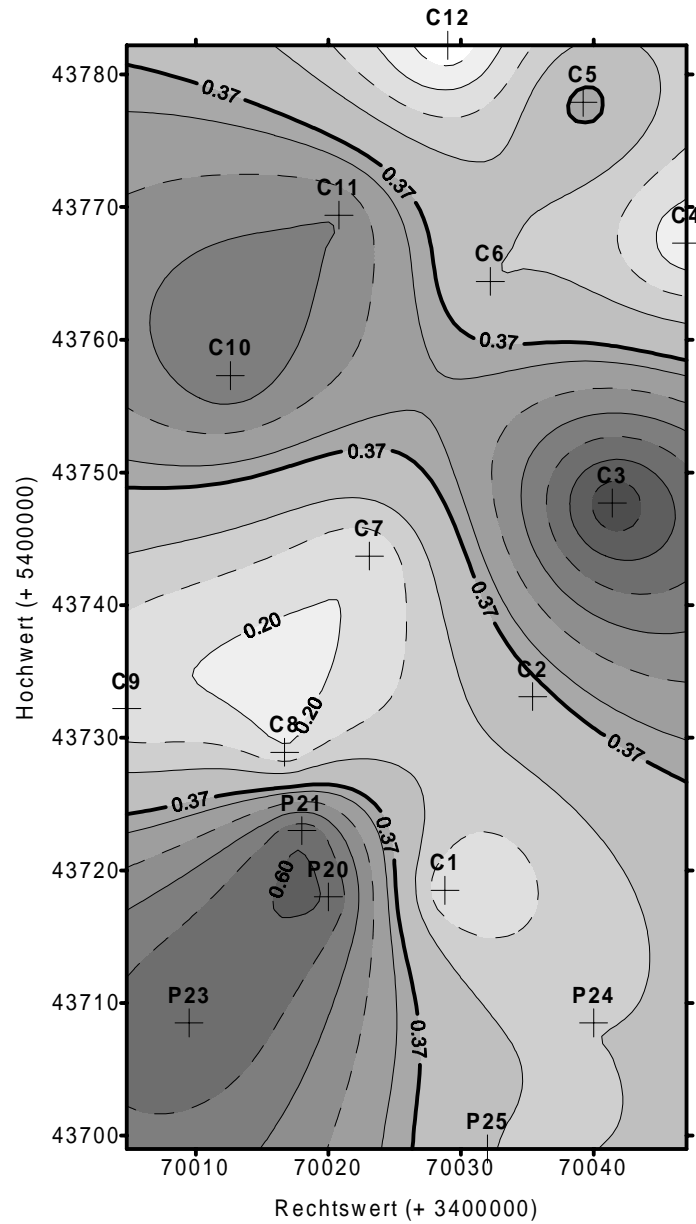 C12
43780
C5
0.37
C11
0.37
43770
C4
C6
43760
0.37
C10
43750
0.37
C3
C7
43740
0.37
0.20
C2
C9
0.20
C8
43730
0.37
0.37
P21
0.37
43720
0.60
P20
C1
43710
P23
P24
0.37
43700
P25
70010 70020 70030 70040
Rechtswert (+ 3400000)
Hochwert (+ 5400000)